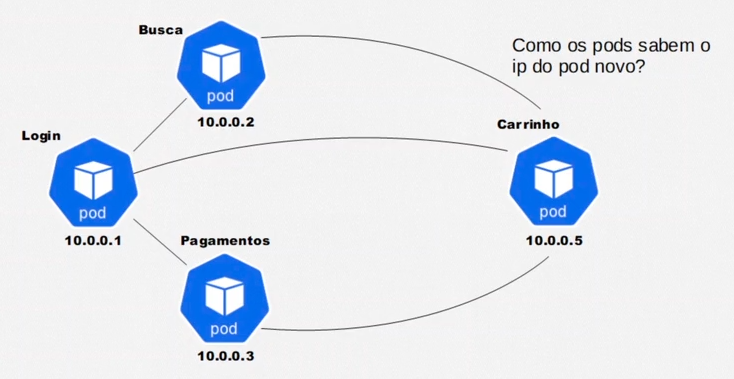 Busca
pod
10.0.0.2
Como os pods sabem o
ip do pod novo?
Login
pod
10.0.0.1
Carrinho
pod
10.0.0.5
Pagamentos
pod
10.0.0.3